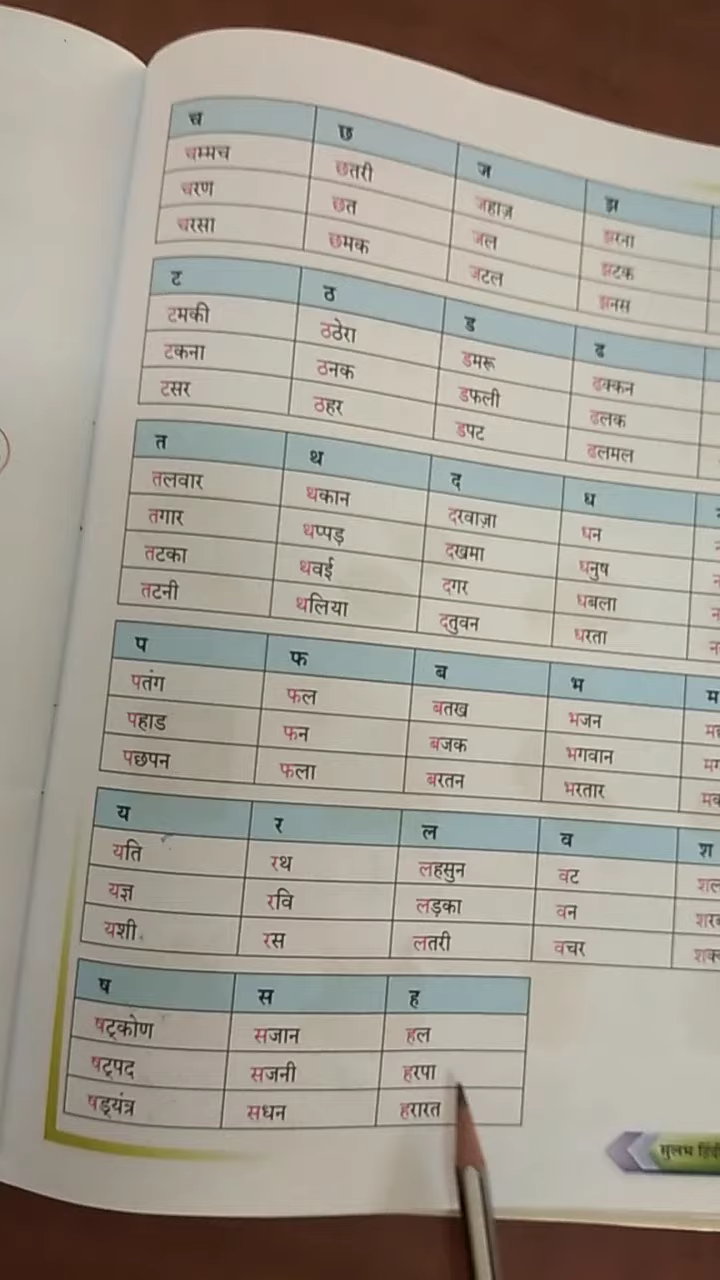 च छ ज झ
चम्मच छतरी जहाज़ झरना
चरण छत जल झटक
चरसा छमक जटल झनस
ट ठ ड ढ
टमकी ठठेरा डमरू ढक्कन
टकना ठनक डफली ढलक
टसर ठहर डपट ढलमल
त थ द ध
तलवार थकान दरवाज़ा धन
तगार थप्पड़ दखमा धनुष
तटका थवई दगर धबला
तटनी थलिया दतुवन धरता
प फ ब भ म
पतंग फल बतख भजन
पहाड फन बजक भगवान
पछपन फला बरतन भरतार
य र ल व श
यति रथ लहसुन वट
यज्ञ रवि लड़का वन
यशी रस लतरी वचर
ष स ह
षट्कोण सजान हल
षट्पद सजनी हरपा
षड्यंत्र सधन हरारत
सुलभ हिंदी